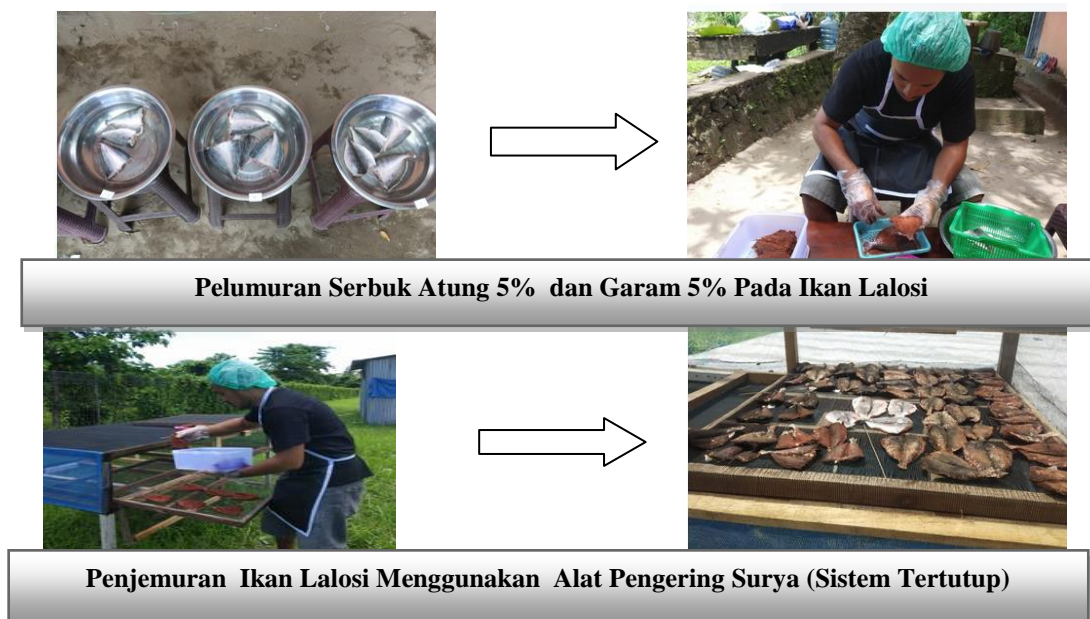 Pelumuran Serbuk Atung 5% dan Garam 5% Pada Ikan Lalosi
Penjemuran Ikan Lalosi Menggunakan Alat Pengering Surya (Sistem Tertutup)